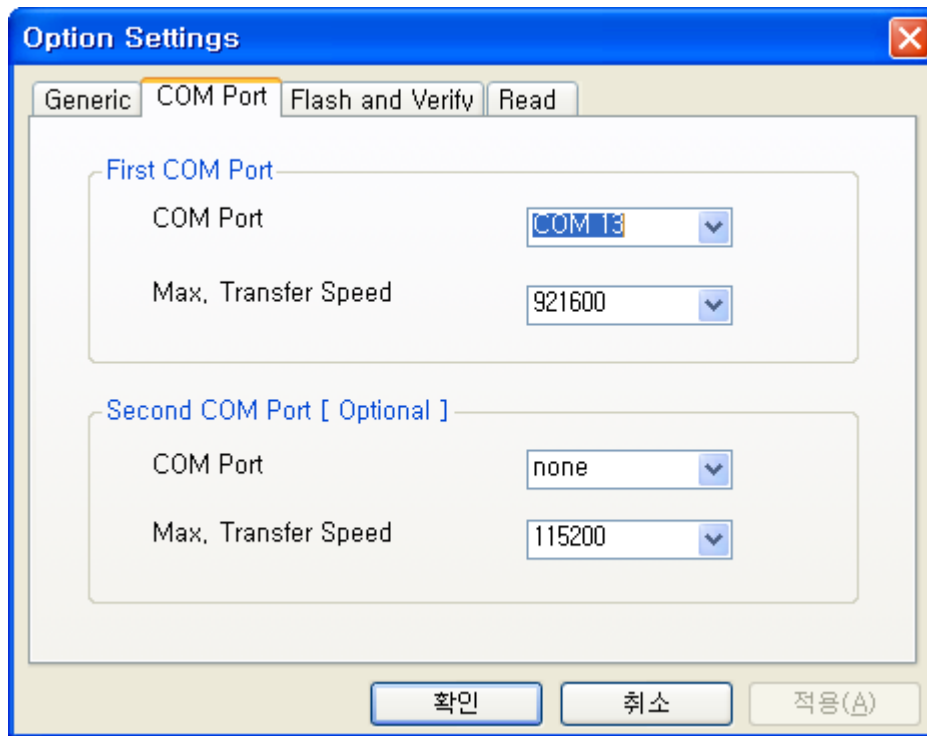 Option Settings
Generic COM Port Flash and Verify Read
First COM Port
COM Port COM 13
Max, Transfer Speed 921600
Second COM Port [ Optional ]
COM Port none
Max, Transfer Speed 115200
확인 취소 적용(A)